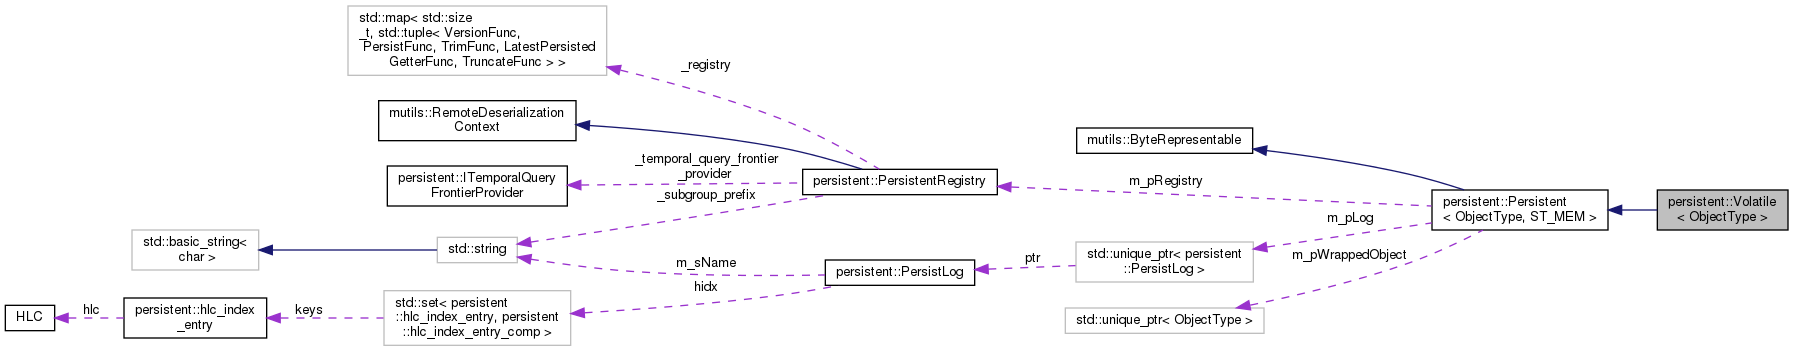 std::map< std::size
_t, std::tuple< VersionFunc,
PersistFunc, TrimFunc, LatestPersisted
GetterFunc, TruncateFunc > >
_registry
mutils::RemoteDeserialization
Context
mutils::ByteRepresentable
persistent::ITemporalQuery
FrontierProvider
_temporal_query_frontier
_provider
persistent::PersistentRegistry
m_pRegistry
persistent::Persistent
< ObjectType, ST_MEM >
persistent::Volatile
< ObjectType >
_subgroup_prefix
m_pLog
std::basic_string<
char >
std::string
m_sName
persistent::PersistLog
ptr
std::unique_ptr< persistent
::PersistLog >
m_pWrappedObject
hidx
HLC
hlc
persistent::hlc_index
_entry
keys
std::set< persistent
::hlc_index_entry, persistent
::hlc_index_entry_comp >
std::unique_ptr< ObjectType >